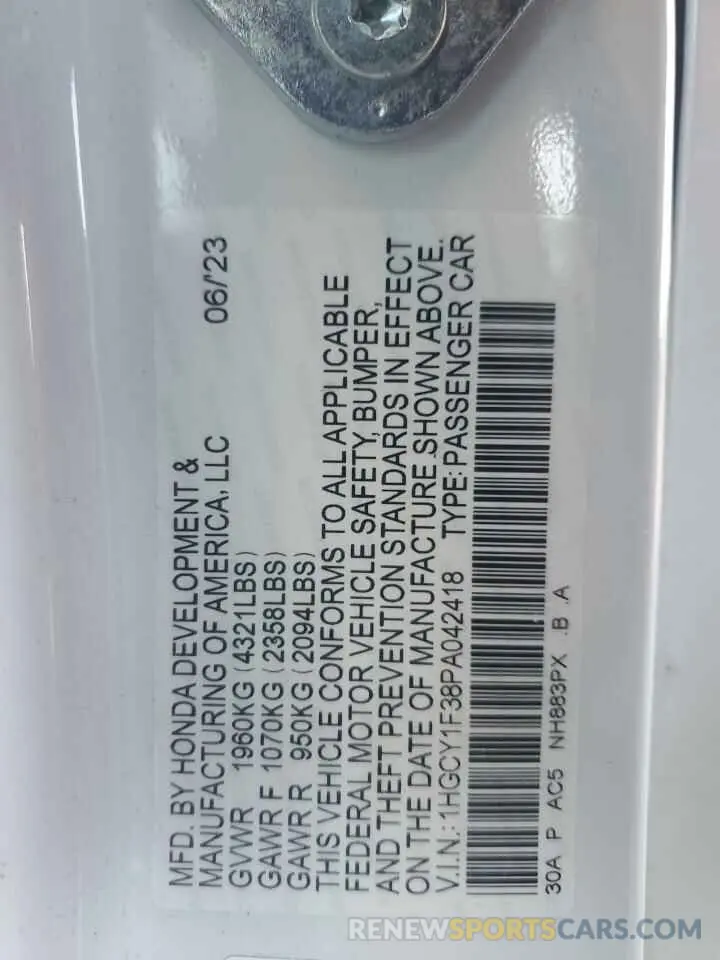 MFD. BY HONDA DEVELOPMENT &
MANUFACTURING OF AMERICA, LLC 06/'23
GVWR 1960KG (4321LBS)
GAWR F 1070KG (2358LBS)
GAWR R 950KG (2094LBS)
THIS VEHICLE CONFORMS TO ALL APPLICABLE
FEDERAL MOTOR VEHICLE SAFETY, BUMPER,
AND THEFT PREVENTION STANDARDS IN EFFECT
ON THE DATE OF MANUFACTURE SHOWN ABOVE.
V.I.N.: 1HGCY1F38PA042418 TYPE: PASSENGER CAR
30A P AC5 NH883PX .B .A
RENEWSPORTSCARS.COM